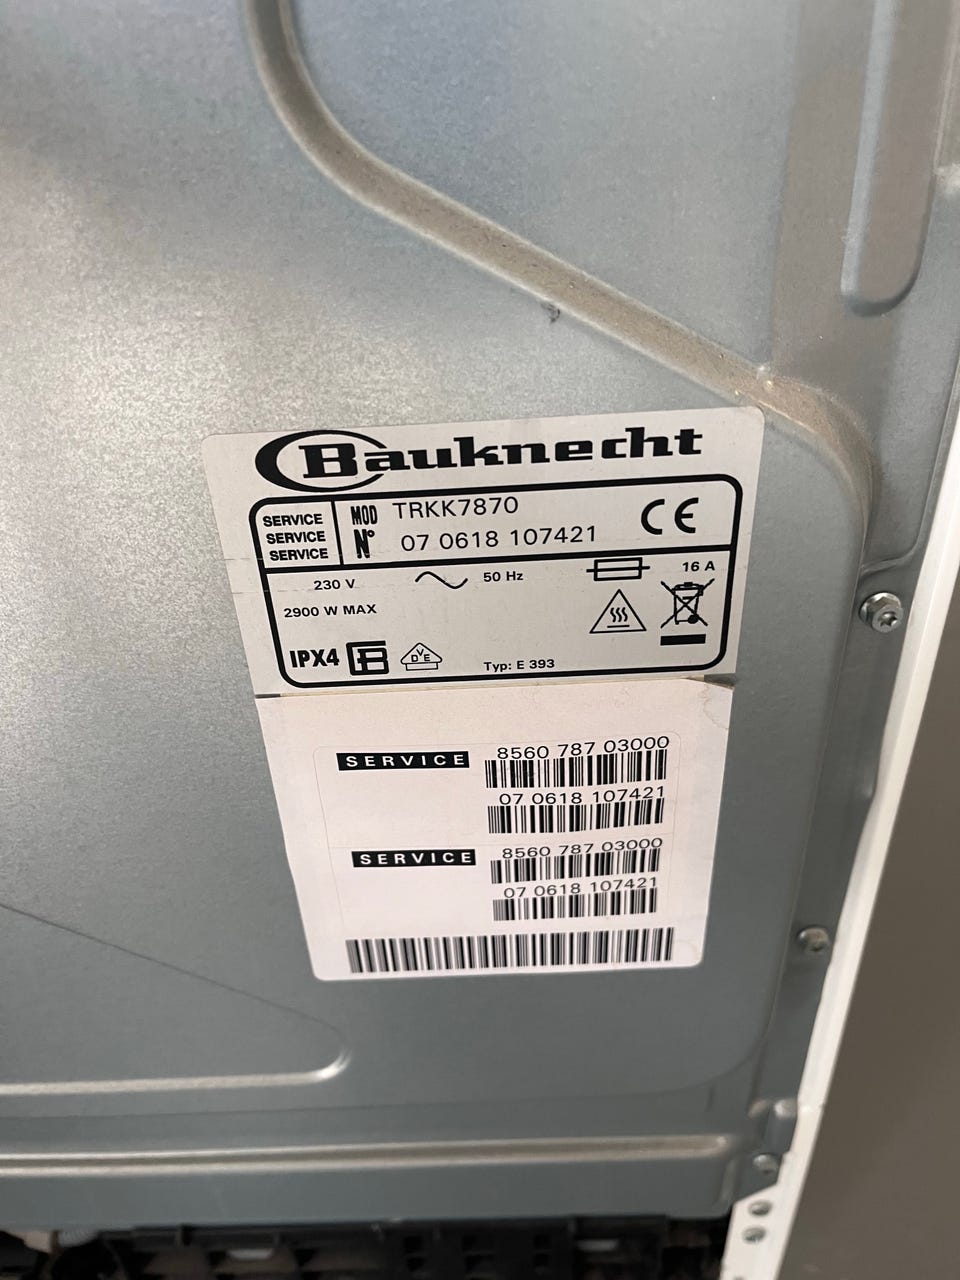 Bauknecht
SERVICE
SERVICE
SERVICE
MOD TRKK7870
N° 07 0618 107421
CE
230 V ~ 50 Hz 16 A
2900 W MAX
IPX4 DVE Typ: E 393
SERVICE 8560 787 03000
07 0618 107421
SERVICE 8560 787 03000
07 0618 107421